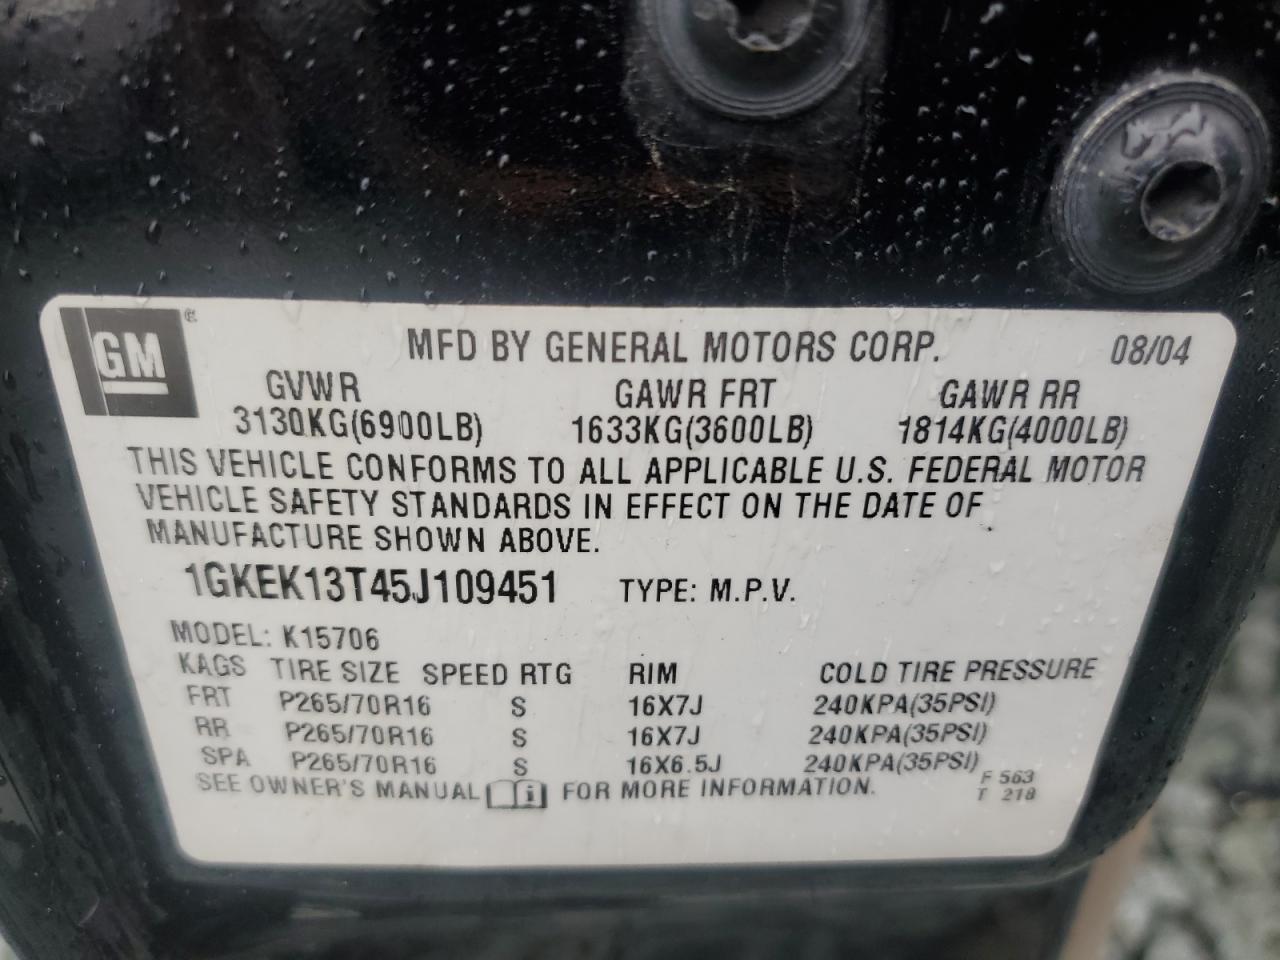 GM ®
MFD BY GENERAL MOTORS CORP. 08/04
GVWR GAWR FRT GAWR RR
3130KG(6900LB) 1633KG(3600LB) 1814KG(4000LB)
THIS VEHICLE CONFORMS TO ALL APPLICABLE U.S. FEDERAL MOTOR
VEHICLE SAFETY STANDARDS IN EFFECT ON THE DATE OF
MANUFACTURE SHOWN ABOVE.
1GKEK13T45J109451 TYPE: M.P.V.
MODEL: K15706
KAGS TIRE SIZE SPEED RTG RIM COLD TIRE PRESSURE
FRT P265/70R16 S 16X7J 240KPA(35PSI)
RR P265/70R16 S 16X7J 240KPA(35PSI)
SPA P265/70R16 S 16X6.5J 240KPA(35PSI)
SEE OWNER'S MANUAL i FOR MORE INFORMATION.
F 563
T 218